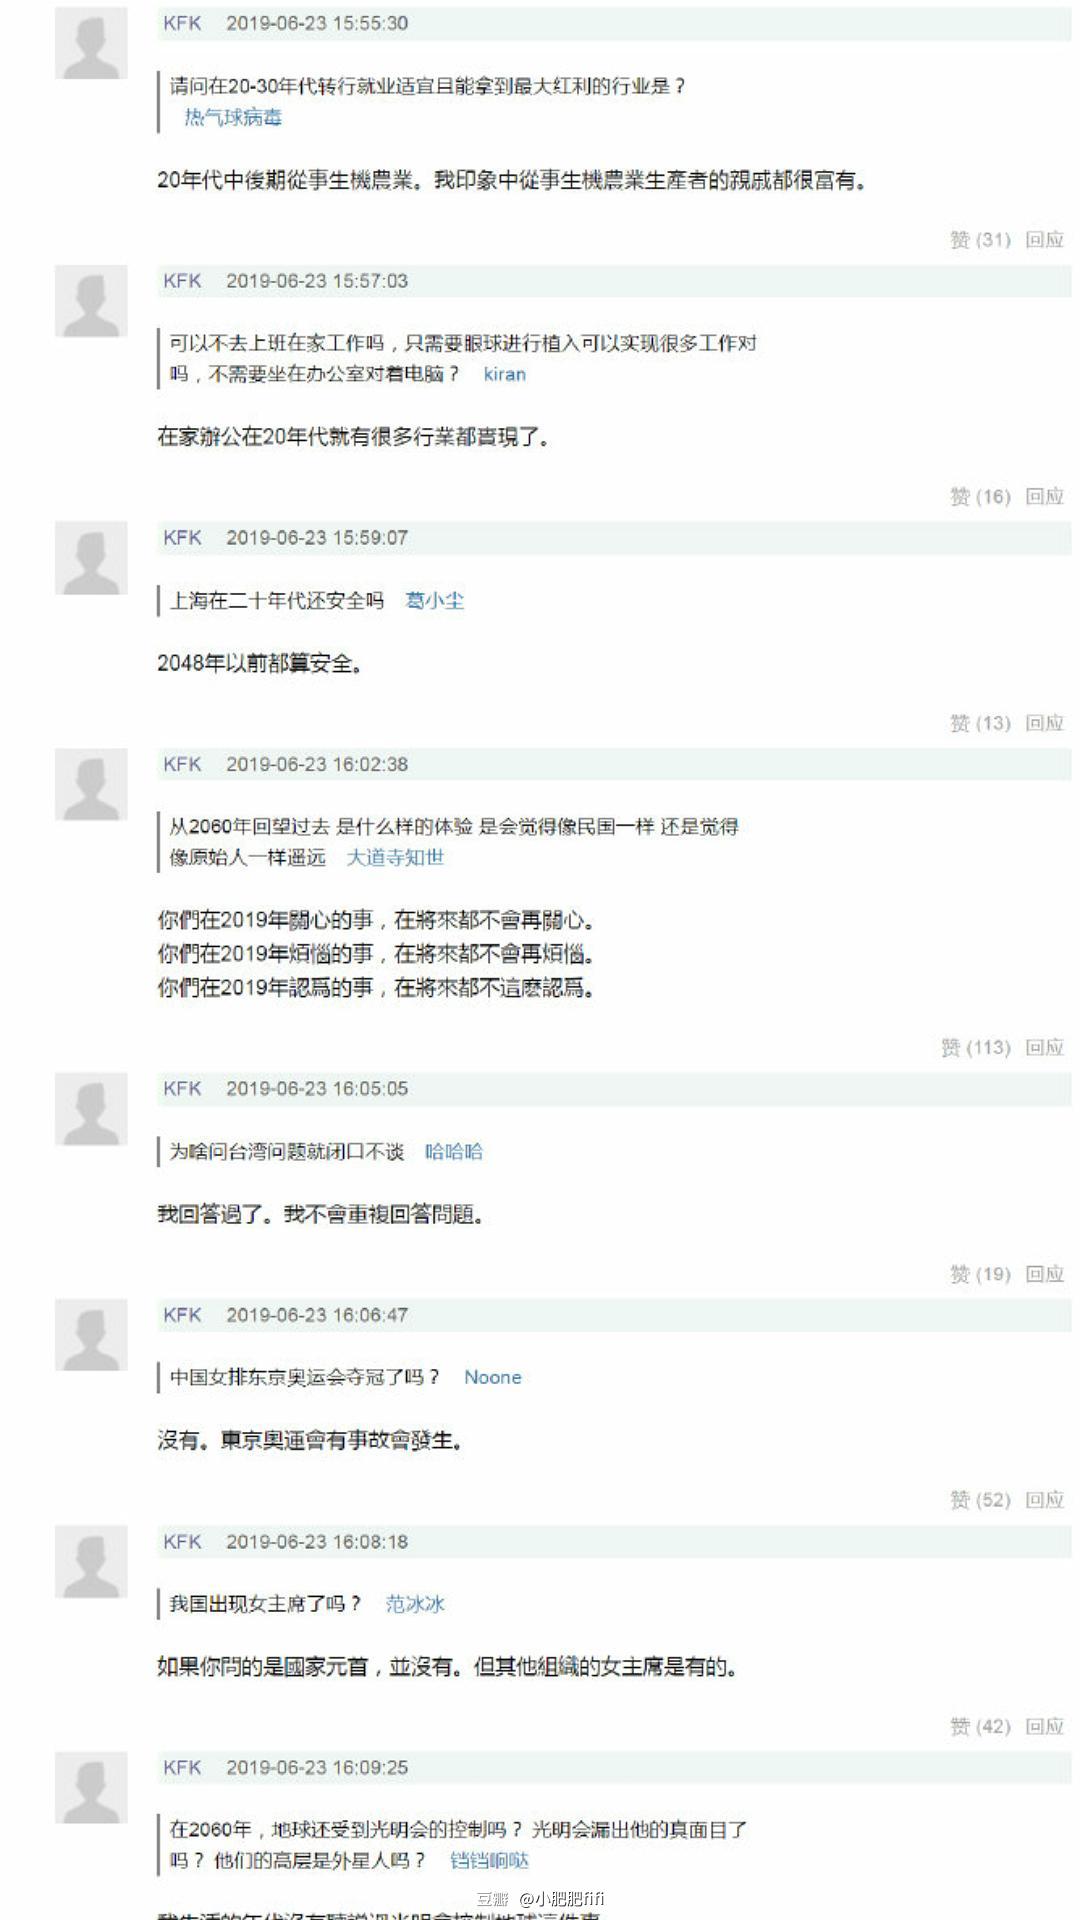 KFK 2019-06-23 15:55:30
请问在20-30年代转行就业适宜且能拿到最大红利的行业是？
热气球病毒
20年代中後期從事生機農業。我印象中從事生機農業生產者的親戚都很富有。
赞 (31) 回应
KFK 2019-06-23 15:57:03
可以不去上班在家工作吗，只需要眼球进行植入可以实现很多工作对
吗，不需要坐在办公室对着电脑？ kiran
在家辦公在20年代就有很多行業都實現了。
赞 (16) 回应
KFK 2019-06-23 15:59:07
上海在二十年代还安全吗 葛小尘
2048年以前都算安全。
赞 (13) 回应
KFK 2019-06-23 16:02:38
从2060年回望过去 是什么样的体验 是会觉得像民国一样 还是觉得
像原始人一样遥远 大道寺知世
你們在2019年關心的事，在將來都不會再關心。
你們在2019年煩惱的事，在將來都不會再煩惱。
你們在2019年認爲的事，在將來都不這麽認爲。
赞 (113) 回应
KFK 2019-06-23 16:05:05
为啥问台湾问题就闭口不谈 哈哈哈
我回答過了。我不會重複回答問題。
赞 (19) 回应
KFK 2019-06-23 16:06:47
中国女排东京奥运会夺冠了吗？ Noone
沒有。東京奧運會有事故會發生。
赞 (52) 回应
KFK 2019-06-23 16:08:18
我国出现女主席了吗？ 范冰冰
如果你問的是國家元首，並沒有。但其他組織的女主席是有的。
赞 (42) 回应
KFK 2019-06-23 16:09:25
在2060年，地球还受到光明会的控制吗？ 光明会漏出他的真面目了
吗？ 他们的高层是外星人吗？ 铛铛响哒
豆瓣 @小肥肥fifi
我生活的年代沒有聽說過光明會控制地球這件事